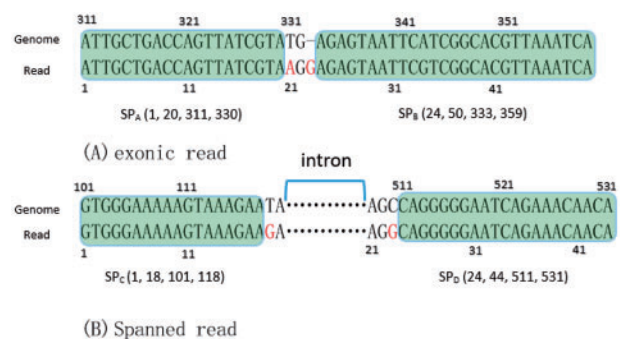 311 321 331 341 351
Genome ATTGCTGACCAGTTATCGTATG-AGAGTAATTCATCGGCACGTTAAATCA
Read ATTGCTGACCAGTTATCGTAAGGAGAGTAATTCGTCGGCACGTTAAATCA
1 11 21 31 41
SPA (1, 20, 311, 330) SPB (24, 50, 333, 359)
(A) exonic read
intron
101 111 511 521 531
Genome GTGGGAAAAAGTAAAGAATA············AGCCAGGGGGAATCAGAAACAACA
Read GTGGGAAAAAGTAAAGAAGA············AGGCAGGGGGAATCAGAAACAACA
1 11 21 31 41
SPC (1, 18, 101, 118) SPD (24, 44, 511, 531)
(B) Spanned read